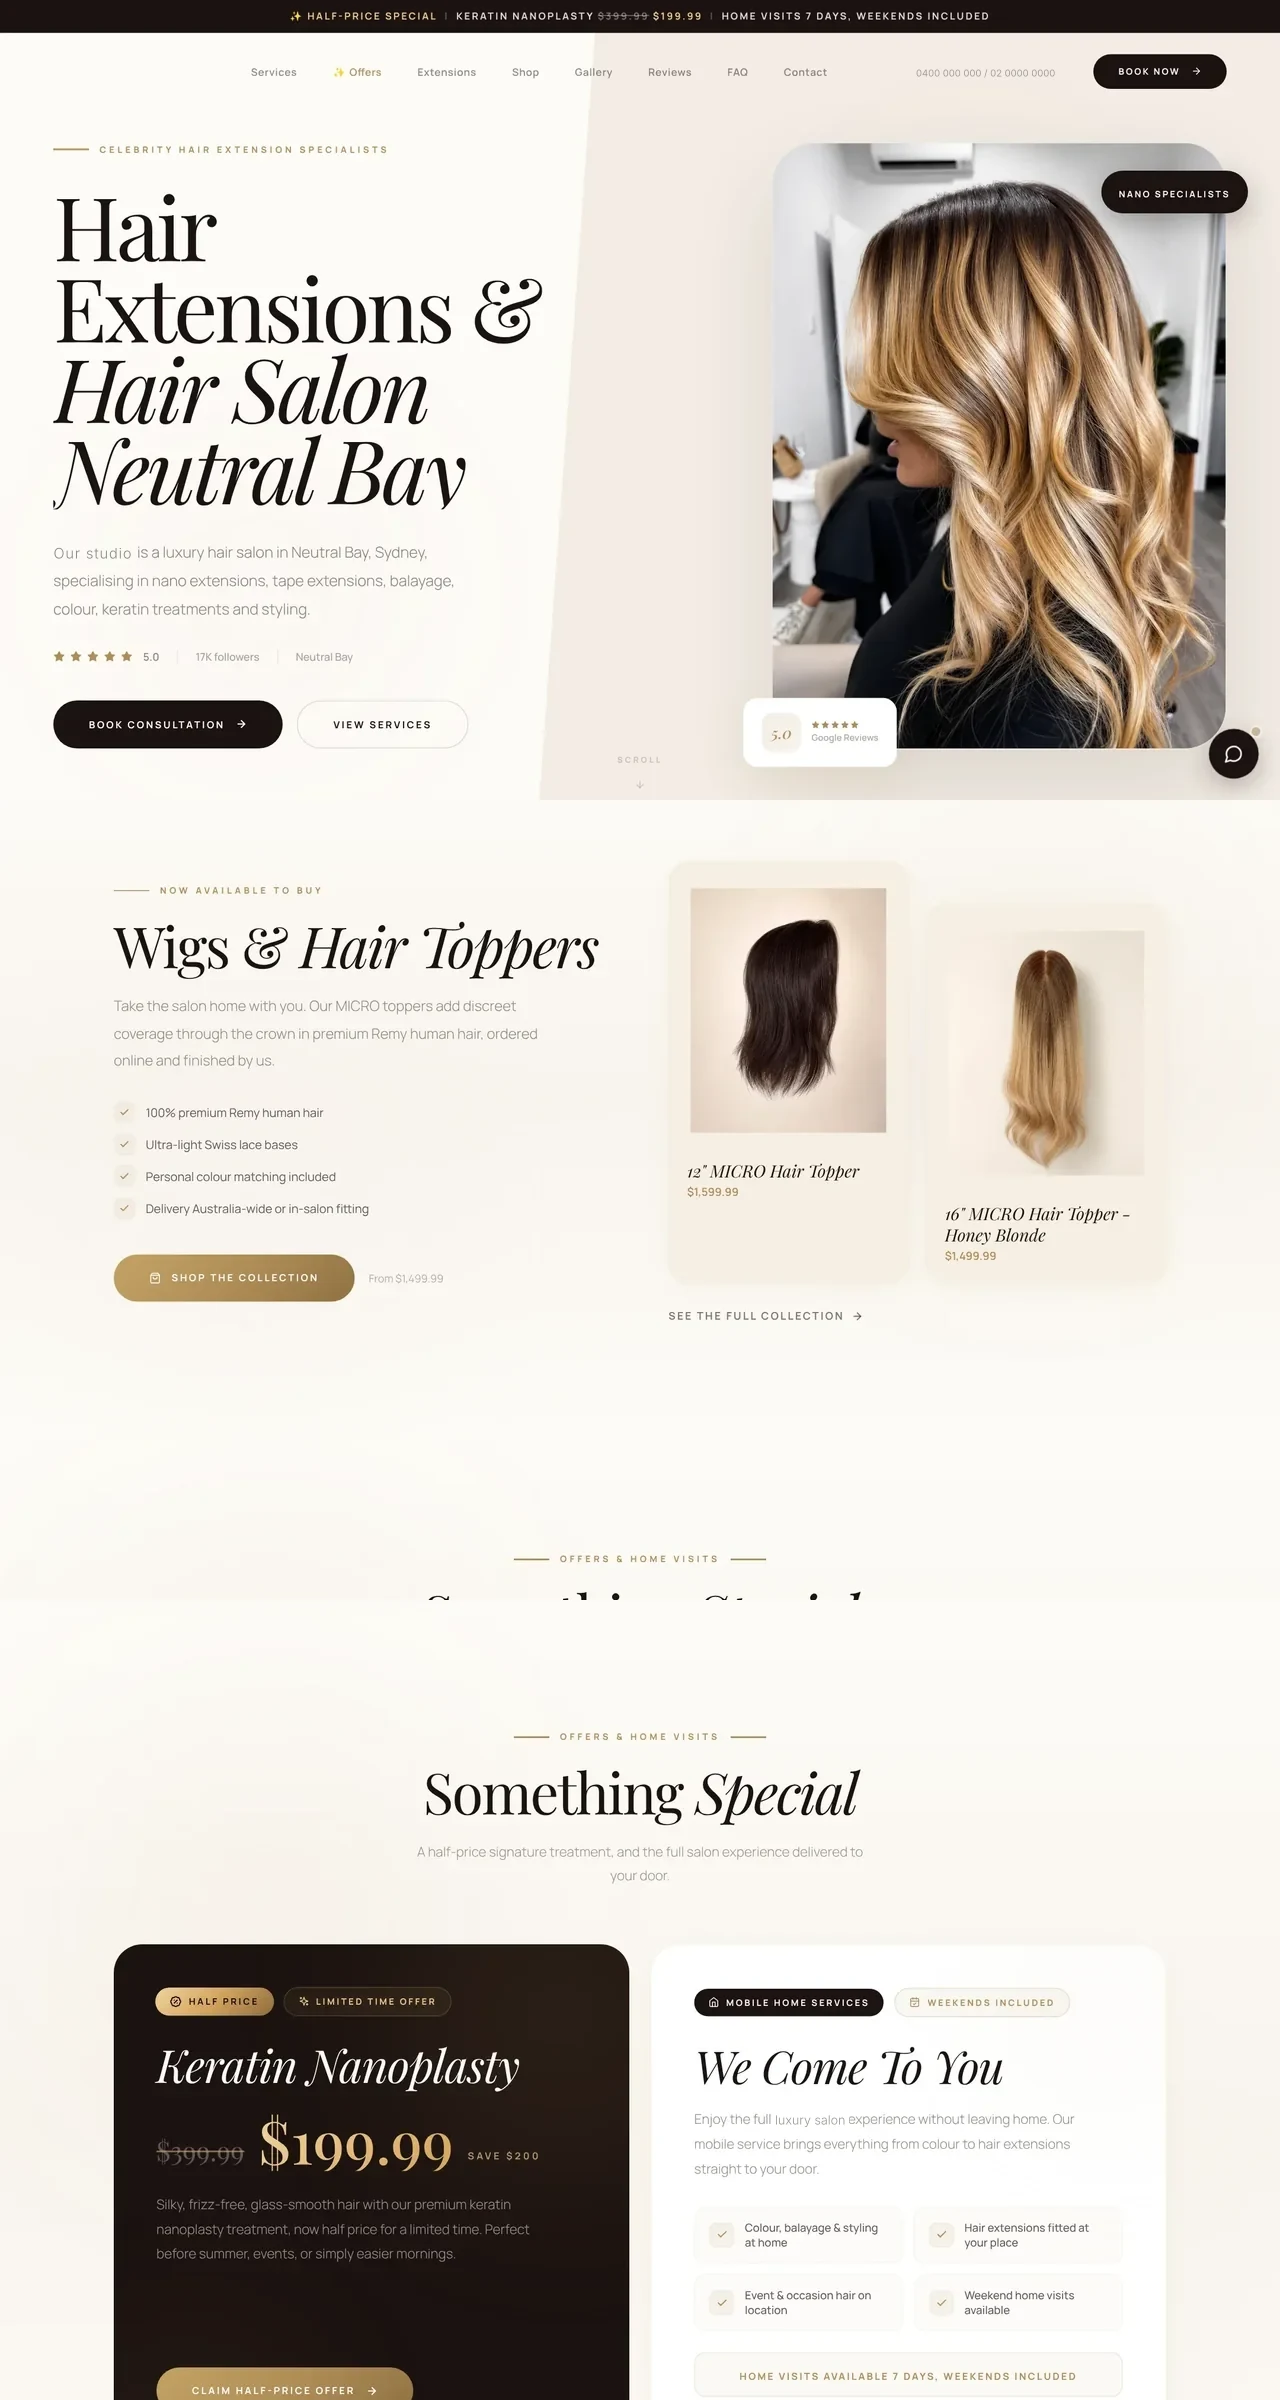 ✨ HALF-PRICE SPECIAL | KERATIN NANOPLASTY $399.99 $199.99 | HOME VISITS 7 DAYS, WEEKENDS INCLUDED
Services ✨ Offers Extensions Shop Gallery Reviews FAQ Contact 0400 000 000 / 02 0000 0000 BOOK NOW →
CELEBRITY HAIR EXTENSION SPECIALISTS
NANO SPECIALISTS
Hair
Extensions &
Hair Salon
Neutral Bay
Our studio is a luxury hair salon in Neutral Bay, Sydney,
specialising in nano extensions, tape extensions, balayage,
colour, keratin treatments and styling.
★★★★★ 5.0 | 17K followers | Neutral Bay
BOOK CONSULTATION → VIEW SERVICES
5.0 ★★★★★
Google Reviews
SCROLL
↓
NOW AVAILABLE TO BUY
Wigs & Hair Toppers
Take the salon home with you. Our MICRO toppers add discreet
coverage through the crown in premium Remy human hair, ordered
online and finished by us.
✓ 100% premium Remy human hair
✓ Ultra-light Swiss lace bases
✓ Personal colour matching included
✓ Delivery Australia-wide or in-salon fitting
SHOP THE COLLECTION From $1,499.99
12" MICRO Hair Topper
$1,599.99
16" MICRO Hair Topper -
Honey Blonde
$1,499.99
SEE THE FULL COLLECTION →
OFFERS & HOME VISITS
Something Special
OFFERS & HOME VISITS
Something Special
A half-price signature treatment, and the full salon experience delivered to
your door.
HALF PRICE LIMITED TIME OFFER
Keratin Nanoplasty
$399.99 $199.99 SAVE $200
Silky, frizz-free, glass-smooth hair with our premium keratin
nanoplasty treatment, now half price for a limited time. Perfect
before summer, events, or simply easier mornings.
CLAIM HALF-PRICE OFFER →
MOBILE HOME SERVICES WEEKENDS INCLUDED
We Come To You
Enjoy the full luxury salon experience without leaving home. Our
mobile service brings everything from colour to hair extensions
straight to your door.
✓ Colour, balayage & styling
at home
✓ Hair extensions fitted at
your place
✓ Event & occasion hair on
location
✓ Weekend home visits
available
HOME VISITS AVAILABLE 7 DAYS, WEEKENDS INCLUDED